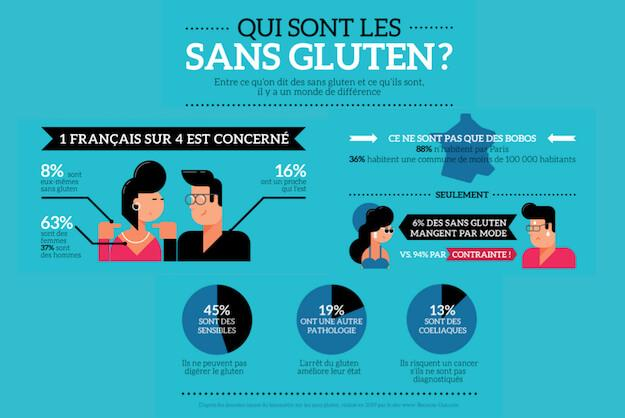 QUI SONT LES
SANS GLUTEN?
Entre ce qu'on dit des sans gluten et ce qu'ils sont,
il y a un monde de différence
1 FRANÇAIS SUR 4 EST CONCERNÉ
8% sont
eux-mêmes
sans gluten
16%
ont un proche
qui l'est
63%
sont des
femmes
37% sont
des hommes
CE NE SONT PAS QUE DES BOBOS
88% n'habitent pas Paris
36% habitent une commune de moins de 100 000 habitants
SEULEMENT
6% DES SANS GLUTEN
MANGENT PAR MODE
VS. 94% PAR CONTRAINTE !
45%
SONT DES
SENSIBLES
Ils ne peuvent pas
digérer le gluten
19%
ONT UNE AUTRE
PATHOLOGIE
L'arrêt du gluten
améliore leur état
13%
SONT DES
COELIAQUES
Ils risquent un cancer
s'ils ne sont pas
diagnostiqués